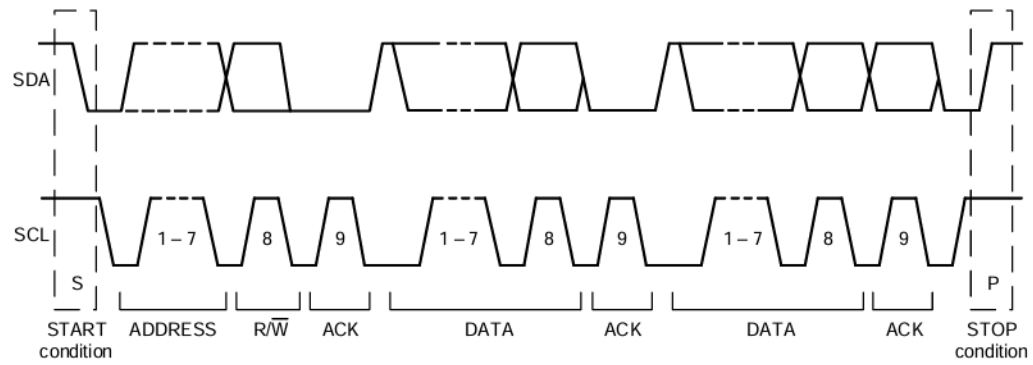 SDA
SCL
1 – 7
8
9
1 – 7
8
9
1 – 7
8
9
S
P
START
condition
ADDRESS
R/W̅
ACK
DATA
ACK
DATA
ACK
STOP
condition